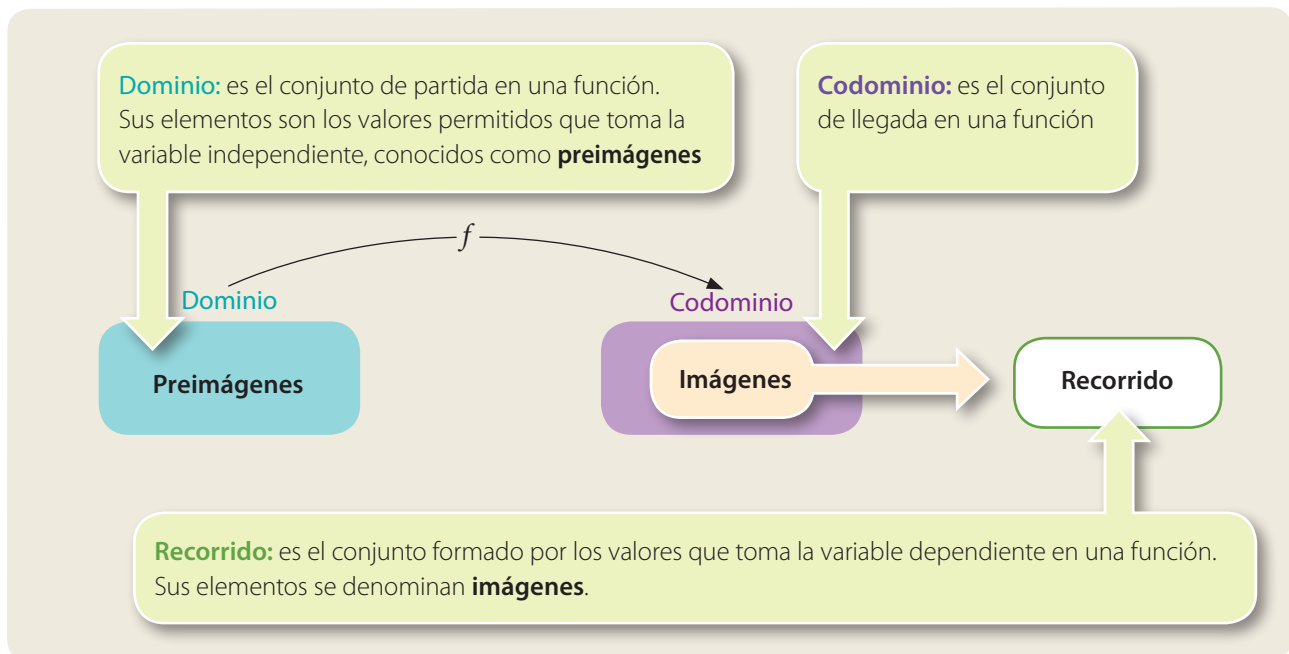 Dominio: es el conjunto de partida en una función.
Sus elementos son los valores permitidos que toma la
variable independiente, conocidos como preimágenes
Codominio: es el conjunto
de llegada en una función
f
Dominio
Codominio
Preimágenes
Imágenes
Recorrido
Recorrido: es el conjunto formado por los valores que toma la variable dependiente en una función.
Sus elementos se denominan imágenes.